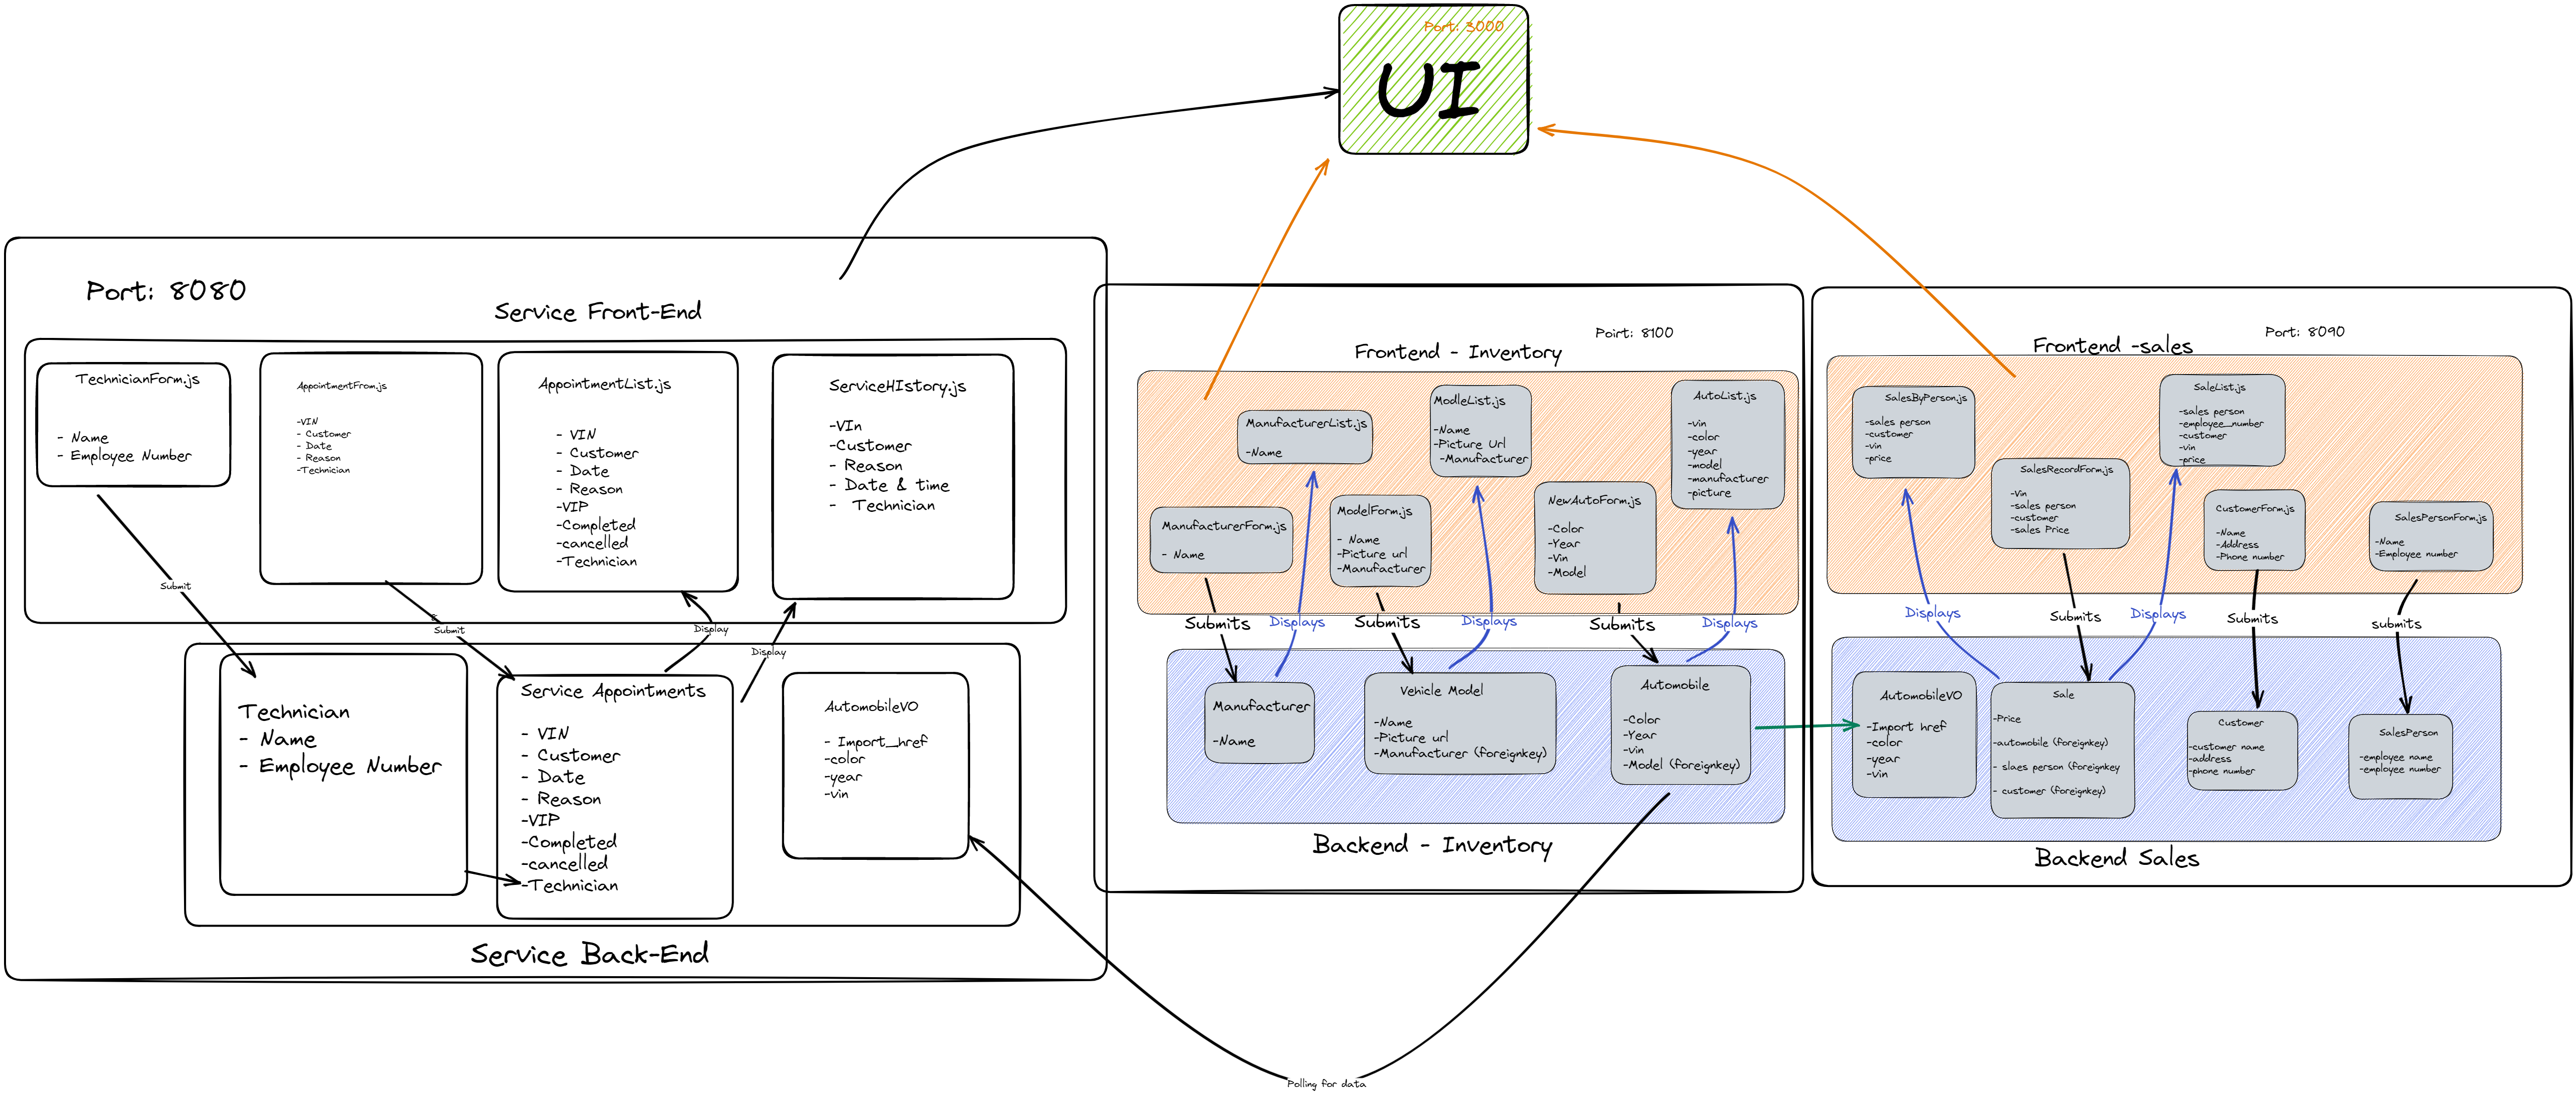 Port: 3000
UI
Port: 8080
Service Front-End
TechnicianForm.js
- Name
- Employee Number
AppointmentFrom.js
-VIN
- Customer
- Date
- Reason
-Technician
AppointmentList.js
- VIN
- Customer
- Date
- Reason
-VIP
-Completed
-cancelled
-Technician
ServiceHIstory.js
-VIn
-Customer
- Reason
- Date & time
- Technician
Submit
Submit
Display
Display
Technician
- Name
- Employee Number
Service Appointments
- VIN
- Customer
- Date
- Reason
-VIP
-Completed
-cancelled
-Technician
AutomobileVO
- Import_href
-color
-year
-vin
Service Back-End
Poirt: 8100
Frontend - Inventory
ManufacturerList.js
-Name
ModleList.js
-Name
-Picture Url
-Manufacturer
AutoList.js
-vin
-color
-year
-model
-manufacturer
-picture
ManufacturerForm.js
- Name
ModelForm.js
- Name
-Picture url
-Manufacturer
NewAutoForm.js
-Color
-Year
-Vin
-Model
Submits
Displays
Submits
Displays
Submits
Displays
Manufacturer
-Name
Vehicle Model
-Name
-Picture url
-Manufacturer (foreignkey)
Automobile
-Color
-Year
-vin
-Model (foreignkey)
Backend - Inventory
Polling for data
Port: 8090
Frontend -sales
SalesByPerson.js
-sales person
-customer
-vin
-price
SalesRecordForm.js
-Vin
-sales person
-customer
-sales Price
SaleList.js
-sales person
-employee_number
-customer
-vin
-price
CustomerForm.js
-Name
-Address
-Phone number
SalesPersonForm.js
-Name
-Employee number
Displays
Submits
Displays
Submits
submits
AutomobileVO
-Import href
-color
-year
-vin
Sale
-Price
-automobile (foreignkey)
- slaes person (foreignkey
- customer (foreignkey)
Customer
-customer name
-address
-phone number
SalesPerson
-employee name
-employee number
Backend Sales